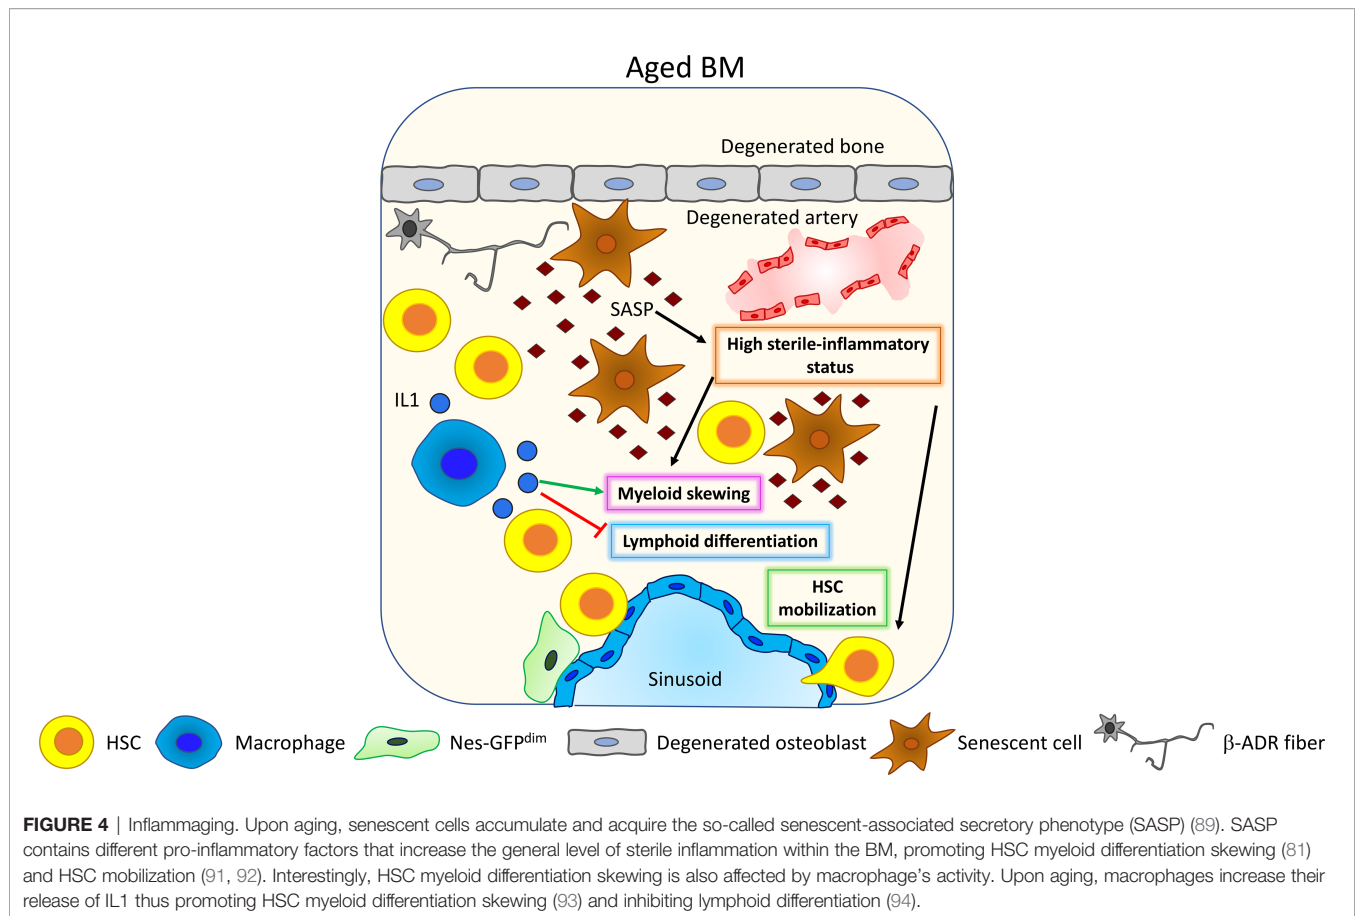 Aged BM
Degenerated bone
Degenerated artery
SASP
High sterile-inflammatory
status
IL1
Myeloid skewing
Lymphoid differentiation
HSC
mobilization
Sinusoid
HSC
Macrophage
Nes-GFPdim
Degenerated osteoblast
Senescent cell
β-ADR fiber
FIGURE 4 | Inflammaging. Upon aging, senescent cells accumulate and acquire the so-called senescent-associated secretory phenotype (SASP) (89). SASP
contains different pro-inflammatory factors that increase the general level of sterile inflammation within the BM, promoting HSC myeloid differentiation skewing (81)
and HSC mobilization (91, 92). Interestingly, HSC myeloid differentiation skewing is also affected by macrophage’s activity. Upon aging, macrophages increase their
release of IL1 thus promoting HSC myeloid differentiation skewing (93) and inhibiting lymphoid differentiation (94).